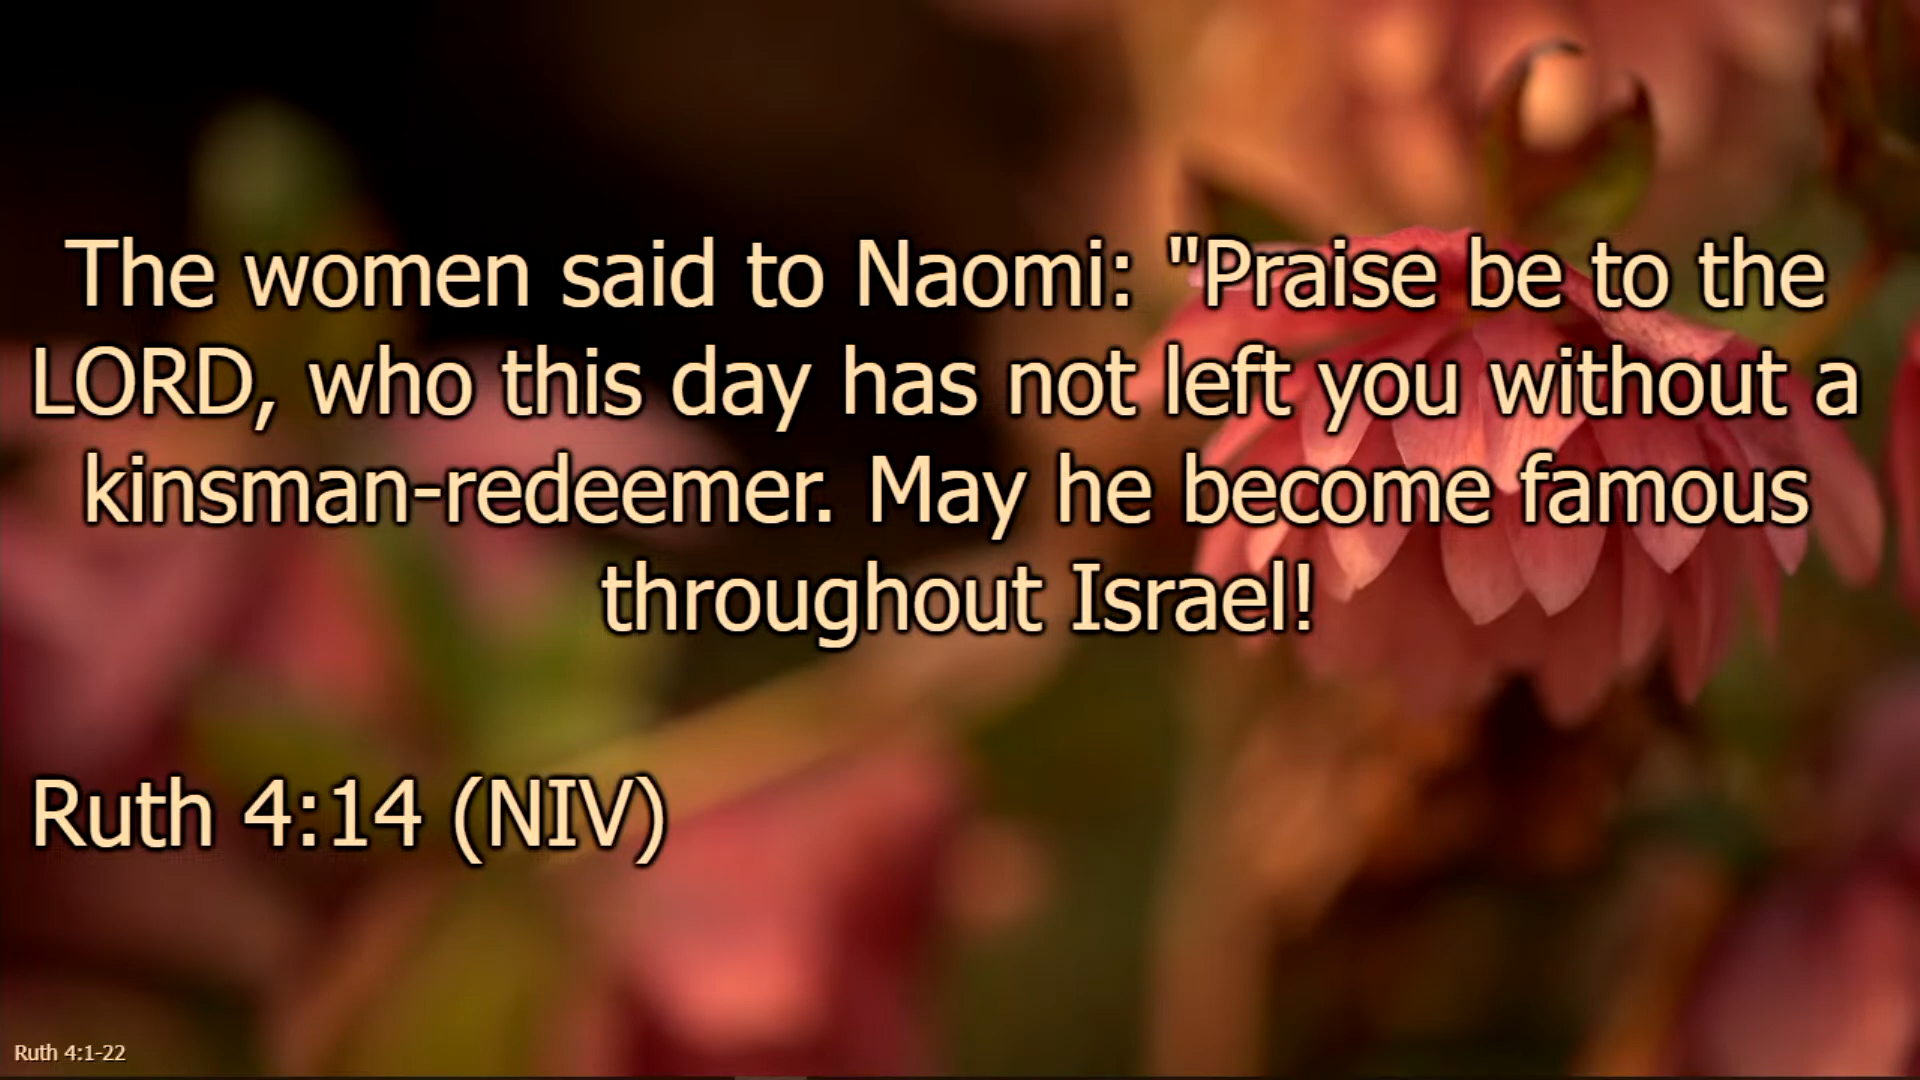 The women said to Naomi: "Praise be to the
LORD, who this day has not left you without a
kinsman-redeemer. May he become famous
throughout Israel!
Ruth 4:14 (NIV)
Ruth 4:1-22